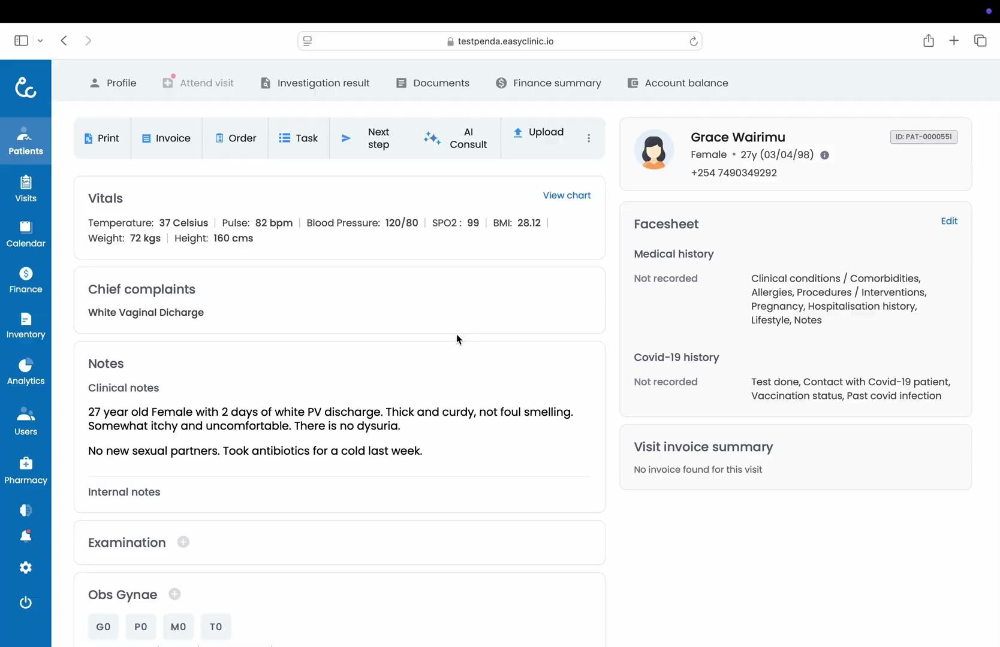 testpenda.easyclinic.io
Profile
Attend visit
Investigation result
Documents
Finance summary
Account balance
Patients
Visits
Calendar
Finance
Inventory
Analytics
Users
Pharmacy
Print
Invoice
Order
Task
Next
step
AI
Consult
Upload
Vitals
View chart
Temperature: 37 Celsius | Pulse: 82 bpm | Blood Pressure: 120/80 | SPO2 : 99 | BMI: 28.12 |
Weight: 72 kgs | Height: 160 cms
Chief complaints
White Vaginal Dicharge
Notes
Clinical notes
27 year old Female with 2 days of white PV discharge. Thick and curdy, not foul smelling.
Somewhat itchy and uncomfortable. There is no dysuria.
No new sexual partners. Took antibiotics for a cold last week.
Internal notes
Examination
Obs Gynae
G0 P0 M0 T0
Grace Wairimu
ID: PAT-0000551
Female • 27y (03/04/98)
+254 7490349292
Facesheet
Edit
Medical history
Not recorded Clinical conditions / Comorbidities,
Allergies, Procedures / Interventions,
Pregnancy, Hospitalisation history,
Lifestyle, Notes
Covid-19 history
Not recorded Test done, Contact with Covid-19 patient,
Vaccination status, Past covid infection
Visit invoice summary
No invoice found for this visit